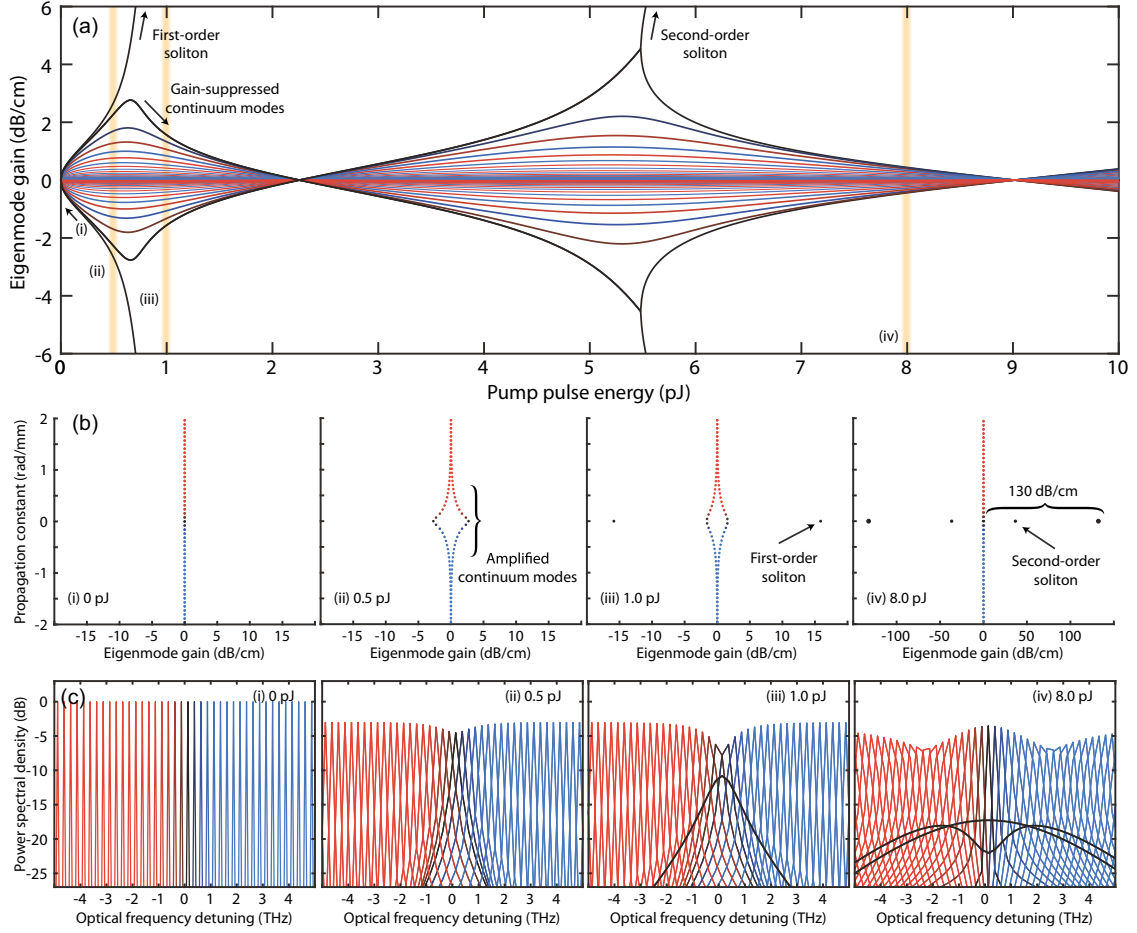 (a)
6
4
2
0
-2
-4
-6
Eigenmode gain (dB/cm)
First-order
soliton
Gain-suppressed
continuum modes
Second-order
soliton
(i)
(ii)
(iii)
(iv)
0 1 2 3 4 5 6 7 8 9 10
Pump pulse energy (pJ)
(b)
2
1
0
-1
-2
Propagation constant (rad/mm)
(i) 0 pJ
-15 -10 -5 0 5 10 15
Eigenmode gain (dB/cm)
Amplified
continuum modes
(ii) 0.5 pJ
-15 -10 -5 0 5 10 15
Eigenmode gain (dB/cm)
First-order
soliton
(iii) 1.0 pJ
-15 -10 -5 0 5 10 15 20
Eigenmode gain (dB/cm)
130 dB/cm
Second-order
soliton
(iv) 8.0 pJ
-100 -50 0 50 100
Eigenmode gain (dB/cm)
(c)
0
-5
-10
-15
-20
-25
Power spectral density (dB)
(i) 0 pJ
-4 -3 -2 -1 0 1 2 3 4
Optical frequency detuning (THz)
(ii) 0.5 pJ
-4 -3 -2 -1 0 1 2 3 4
Optical frequency detuning (THz)
(iii) 1.0 pJ
-4 -3 -2 -1 0 1 2 3 4
Optical frequency detuning (THz)
(iv) 8.0 pJ
-4 -3 -2 -1 0 1 2 3 4
Optical frequency detuning (THz)